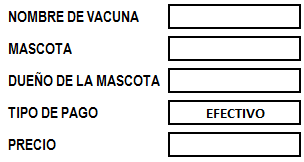 NOMBRE DE VACUNA
MASCOTA
DUEÑO DE LA MASCOTA
TIPO DE PAGO EFECTIVO
PRECIO